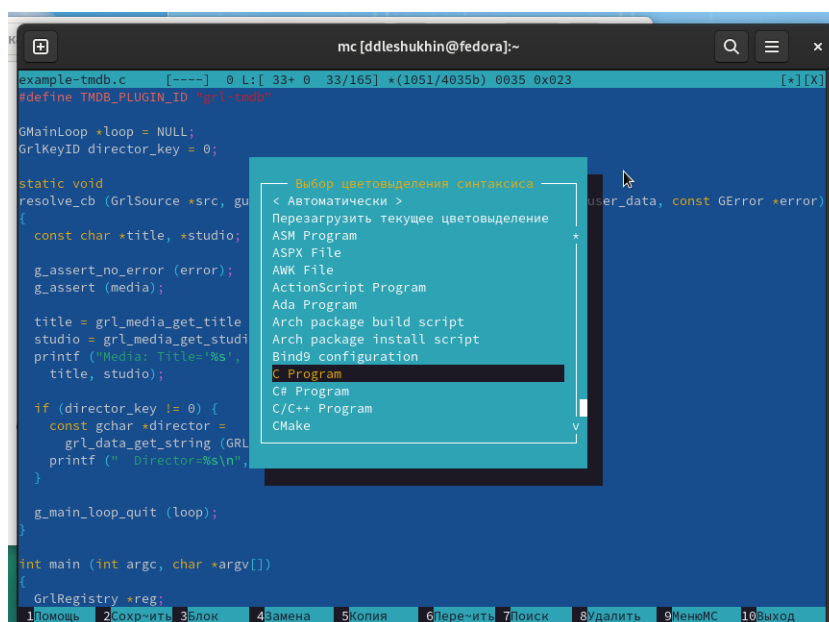 mc [ddleshukhin@fedora]:~
example-tmdb.c [----] 0 L:[ 33+ 0 33/165] *(1051/4035b) 0035 0x023 [*][X]
#define TMDB_PLUGIN_ID "grl-tmdb"
GMainLoop *loop = NULL;
GrlKeyID director_key = 0;
static void
resolve_cb (GrlSource *src, gu
user_data, const GError *error)
{
const char *title, *studio;
g_assert_no_error (error);
g_assert (media);
title = grl_media_get_title
studio = grl_media_get_studi
printf ("Media: Title='%s',
title, studio);
if (director_key != 0) {
const gchar *director =
grl_data_get_string (GRL
printf (" Director=%s\n",
}
g_main_loop_quit (loop);
}
int main (int argc, char *argv[])
{
GrlRegistry *reg;
Выбор цветовыделения синтаксиса
< Автоматически >
Перезагрузить текущее цветовыделение
ASM Program
ASPX File
AWK File
ActionScript Program
Ada Program
Arch package build script
Arch package install script
Bind9 configuration
C Program
C# Program
C/C++ Program
CMake
1Помощь 2Сохр~ить 3Блок 4Замена 5Копия 6Пере~ить 7Поиск 8Удалить 9МенюMC 10Выход